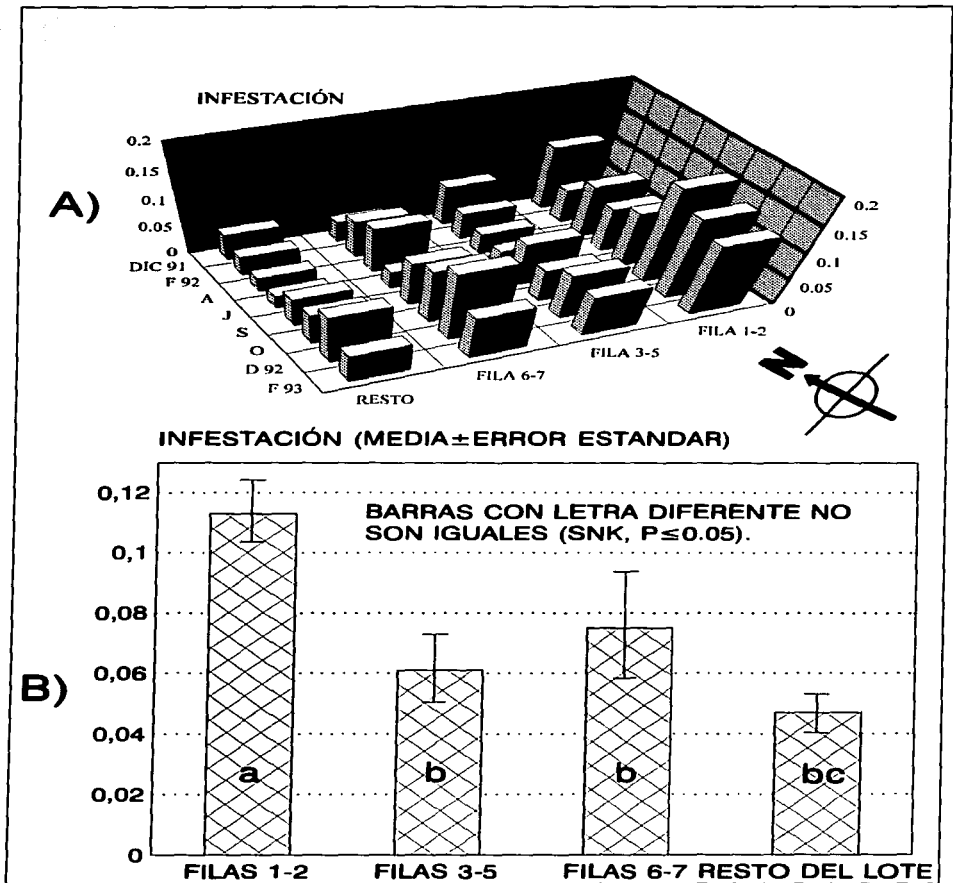 A)
INFESTACIÓN
0.2
0.15
0.1
0.05
0
DIC 91
F 92
A
J
S
O
D 92
F 93
RESTO
FILA 6-7
FILA 3-5
FILA 1-2
0.2
0.15
0.1
0.05
0
N
B)
INFESTACIÓN (MEDIA±ERROR ESTANDAR)
BARRAS CON LETRA DIFERENTE NO
SON IGUALES (SNK, P≤0.05).
0,12
0,1
0,08
0,06
0,04
0,02
0
a
b
b
bc
FILAS 1-2 FILAS 3-5 FILAS 6-7 RESTO DEL LOTE